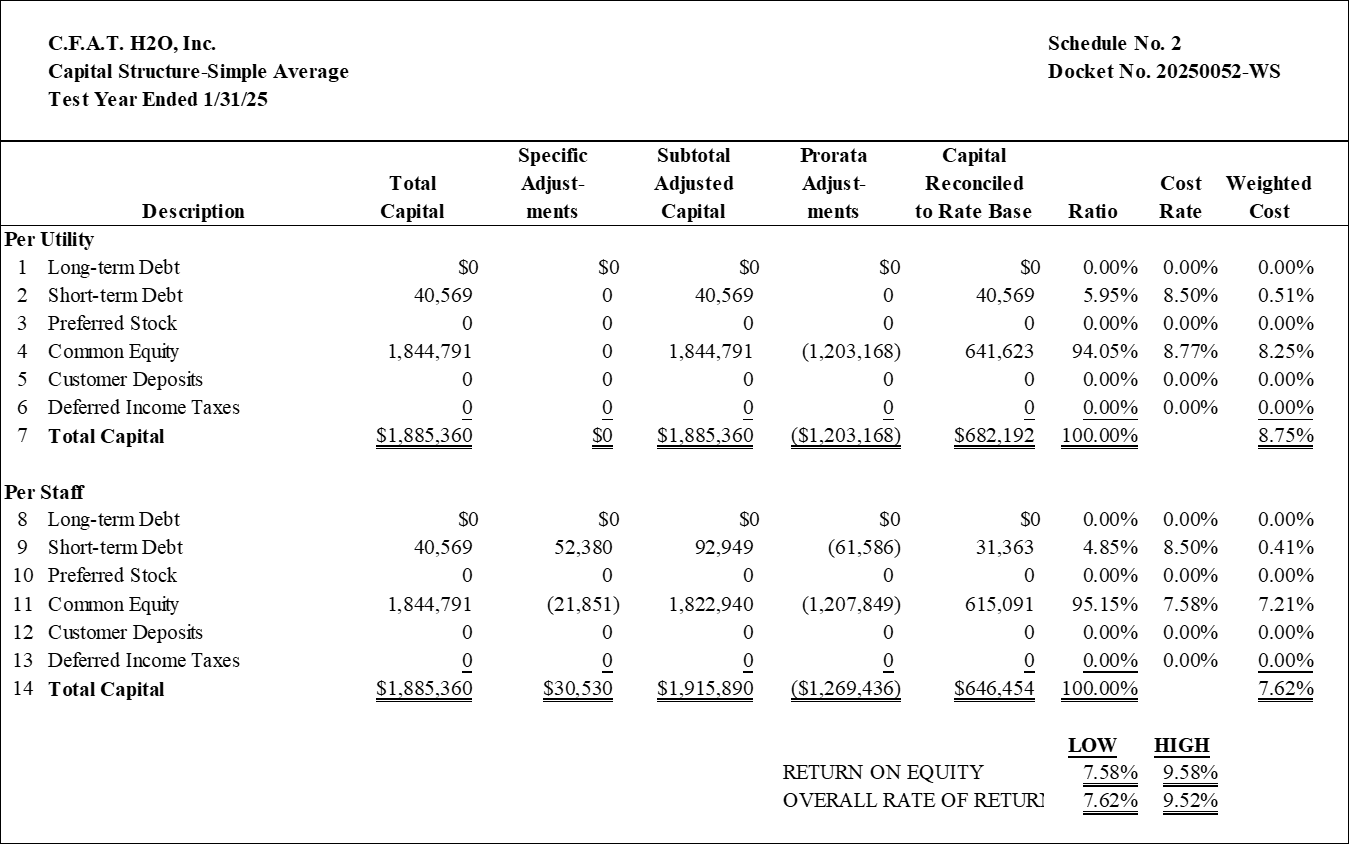 C.F.A.T. H2O, Inc. Schedule No. 2
Capital Structure-Simple Average Docket No. 20250052-WS
Test Year Ended 1/31/25
Specific Subtotal Prorata Capital
Total Adjust- Adjusted Adjust- Reconciled Cost Weighted
Description Capital ments Capital ments to Rate Base Ratio Rate Cost
Per Utility
1 Long-term Debt $0 $0 $0 $0 $0 0.00% 0.00% 0.00%
2 Short-term Debt 40,569 0 40,569 0 40,569 5.95% 8.50% 0.51%
3 Preferred Stock 0 0 0 0 0 0.00% 0.00% 0.00%
4 Common Equity 1,844,791 0 1,844,791 (1,203,168) 641,623 94.05% 8.77% 8.25%
5 Customer Deposits 0 0 0 0 0 0.00% 0.00% 0.00%
6 Deferred Income Taxes 0 0 0 0 0 0.00% 0.00% 0.00%
7 Total Capital $1,885,360 $0 $1,885,360 ($1,203,168) $682,192 100.00% 8.75%
Per Staff
8 Long-term Debt $0 $0 $0 $0 $0 0.00% 0.00% 0.00%
9 Short-term Debt 40,569 52,380 92,949 (61,586) 31,363 4.85% 8.50% 0.41%
10 Preferred Stock 0 0 0 0 0 0.00% 0.00% 0.00%
11 Common Equity 1,844,791 (21,851) 1,822,940 (1,207,849) 615,091 95.15% 7.58% 7.21%
12 Customer Deposits 0 0 0 0 0 0.00% 0.00% 0.00%
13 Deferred Income Taxes 0 0 0 0 0 0.00% 0.00% 0.00%
14 Total Capital $1,885,360 $30,530 $1,915,890 ($1,269,436) $646,454 100.00% 7.62%
LOW HIGH
RETURN ON EQUITY 7.58% 9.58%
OVERALL RATE OF RETURN 7.62% 9.52%